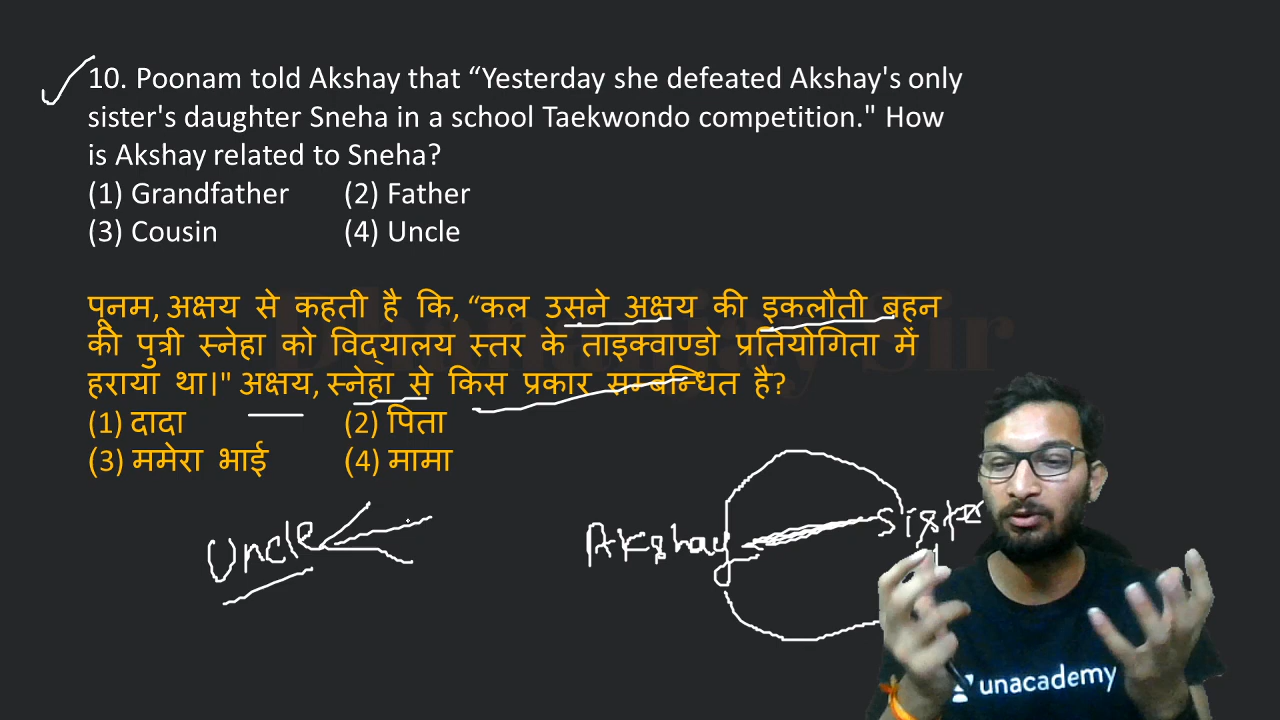 10. Poonam told Akshay that “Yesterday she defeated Akshay's only
sister's daughter Sneha in a school Taekwondo competition." How
is Akshay related to Sneha?
(1) Grandfather (2) Father
(3) Cousin (4) Uncle
पूनम, अक्षय से कहती है कि, “कल उसने अक्षय की इकलौती बहन
की पुत्री स्नेहा को विद्यालय स्तर के ताइक्वाण्डो प्रतियोगिता में
हराया था।" अक्षय, स्नेहा से किस प्रकार सम्बन्धित है?
(1) दादा (2) पिता
(3) ममेरा भाई (4) मामा
Uncle
Akshay
Siste
unacademy